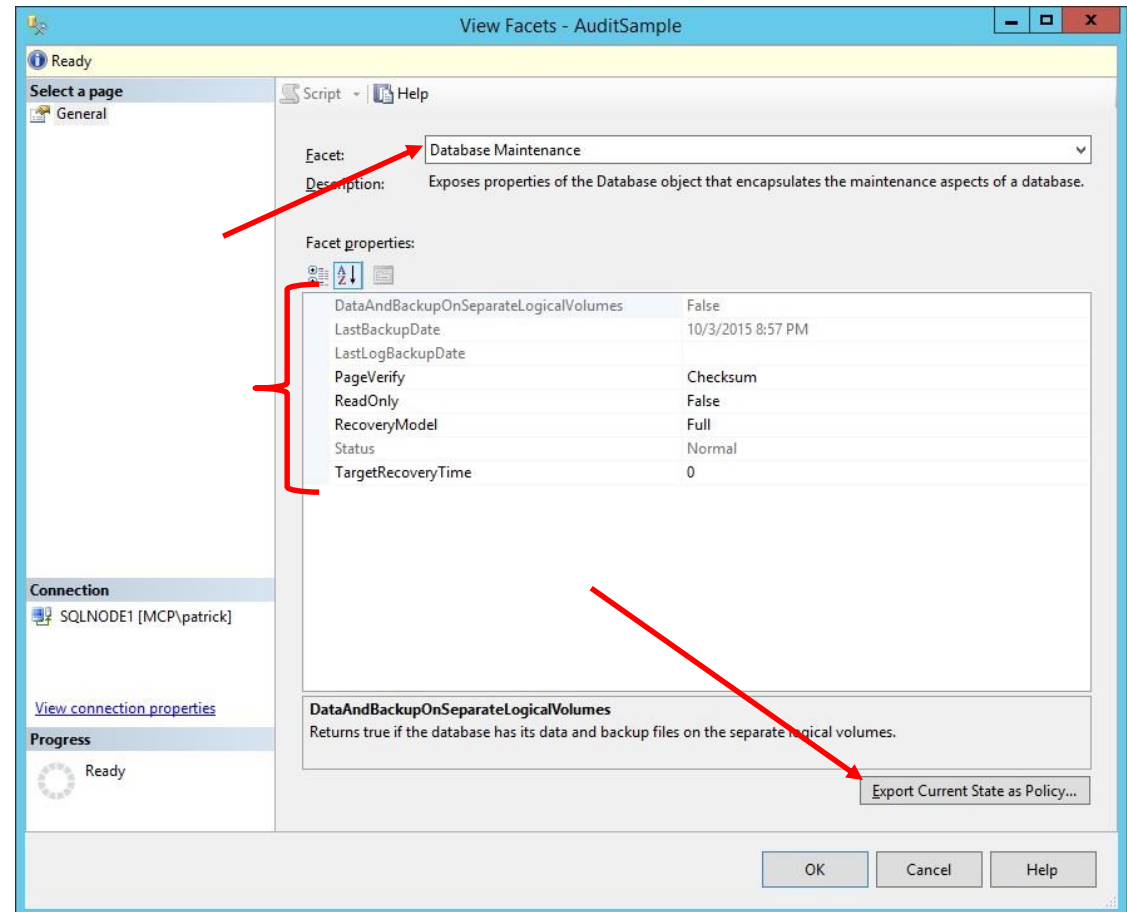 View Facets - AuditSample
Ready
Select a page
General
Script
Help
Facet:
Database Maintenance
Description:
Exposes properties of the Database object that encapsulates the maintenance aspects of a database.
Facet properties:
DataAndBackupOnSeparateLogicalVolumes False
LastBackupDate 10/3/2015 8:57 PM
LastLogBackupDate
PageVerify Checksum
ReadOnly False
RecoveryModel Full
Status Normal
TargetRecoveryTime 0
Connection
SQLNODE1 [MCP\patrick]
View connection properties
DataAndBackupOnSeparateLogicalVolumes
Returns true if the database has its data and backup files on the separate logical volumes.
Progress
Ready
Export Current State as Policy...
OK
Cancel
Help